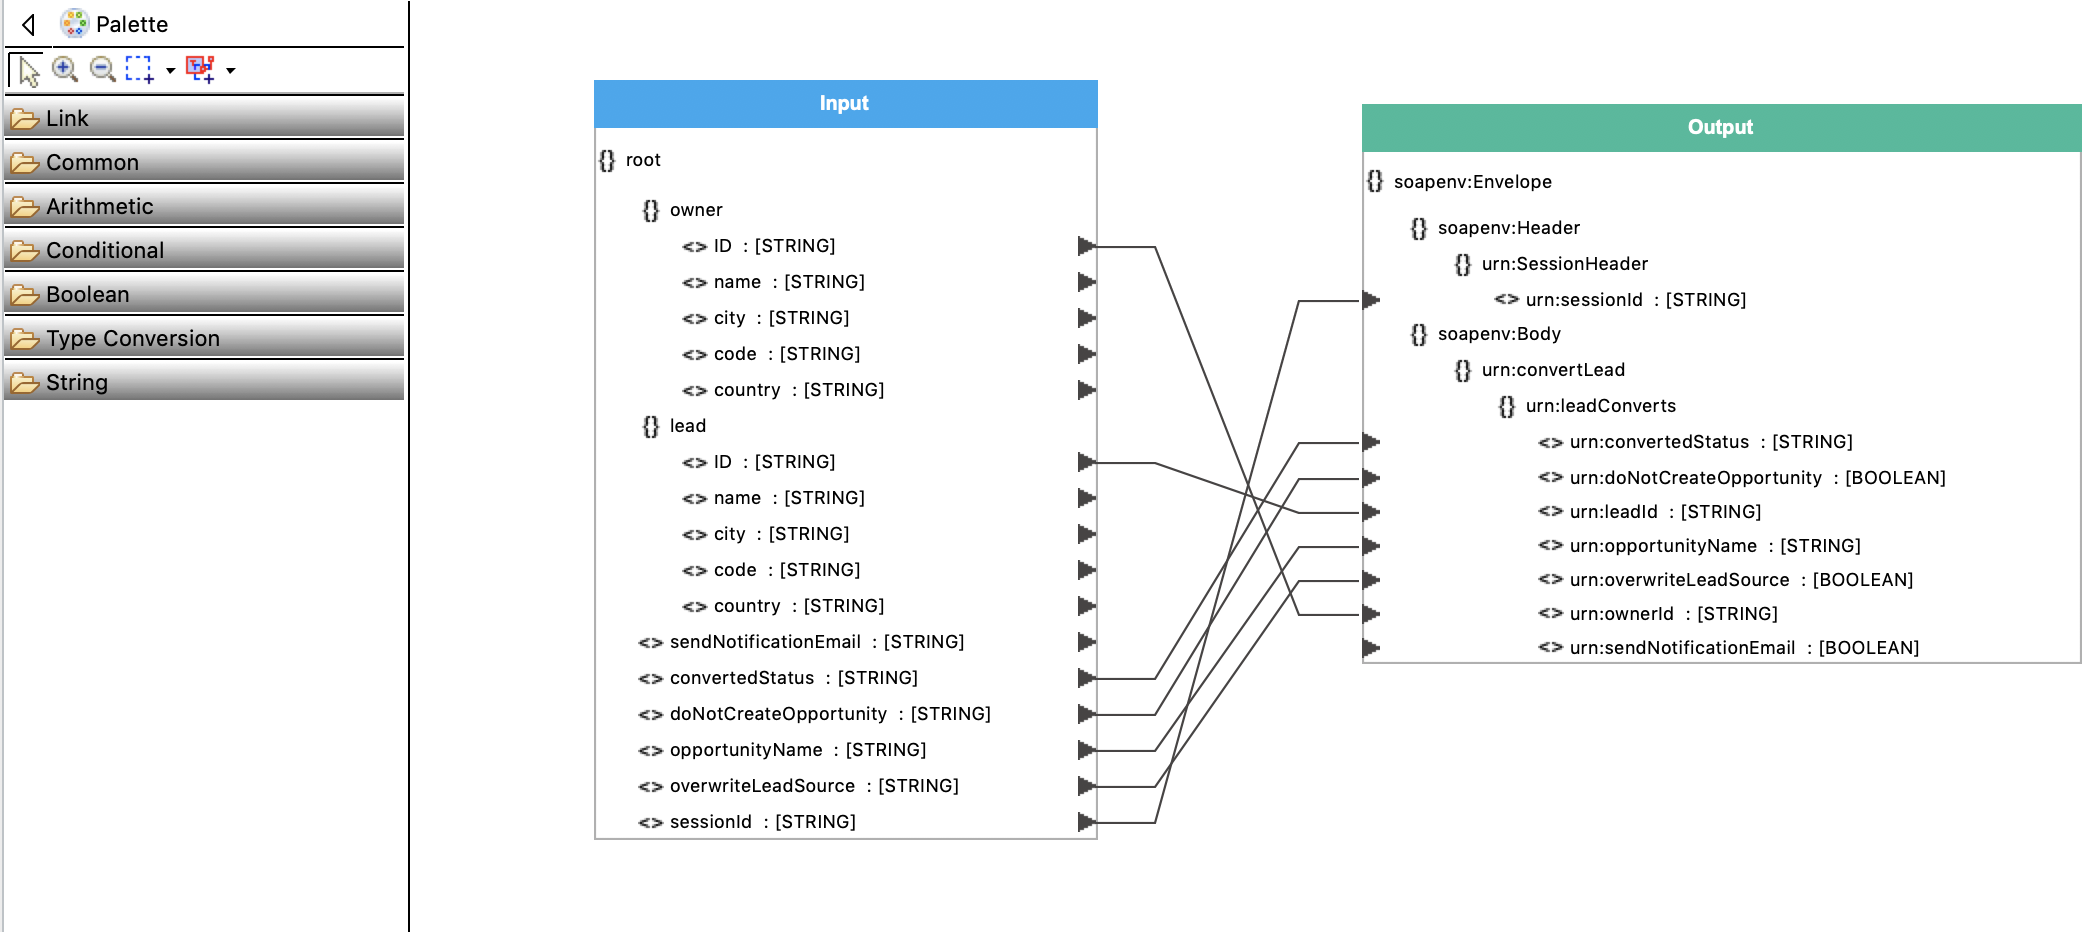 Palette
Link
Common
Arithmetic
Conditional
Boolean
Type Conversion
String
Input
{} root
{} owner
<> ID : [STRING]
<> name : [STRING]
<> city : [STRING]
<> code : [STRING]
<> country : [STRING]
{} lead
<> ID : [STRING]
<> name : [STRING]
<> city : [STRING]
<> code : [STRING]
<> country : [STRING]
<> sendNotificationEmail : [STRING]
<> convertedStatus : [STRING]
<> doNotCreateOpportunity : [STRING]
<> opportunityName : [STRING]
<> overwriteLeadSource : [STRING]
<> sessionId : [STRING]
Output
{} soapenv:Envelope
{} soapenv:Header
{} urn:SessionHeader
<> urn:sessionId : [STRING]
{} soapenv:Body
{} urn:convertLead
{} urn:leadConverts
<> urn:convertedStatus : [STRING]
<> urn:doNotCreateOpportunity : [BOOLEAN]
<> urn:leadId : [STRING]
<> urn:opportunityName : [STRING]
<> urn:overwriteLeadSource : [BOOLEAN]
<> urn:ownerId : [STRING]
<> urn:sendNotificationEmail : [BOOLEAN]